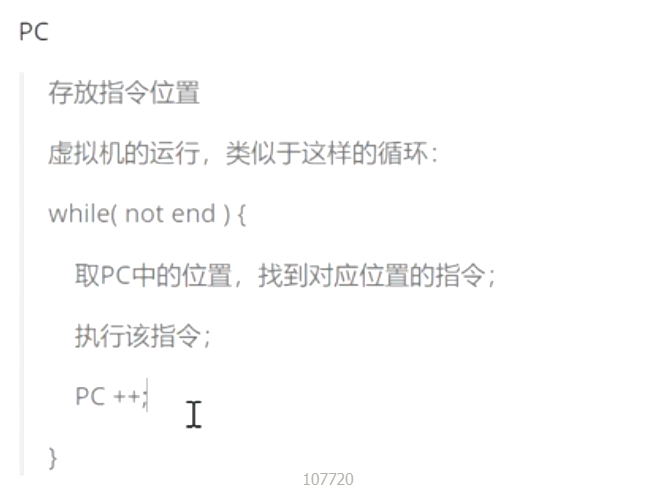 PC
存放指令位置
虚拟机的运行，类似于这样的循环：
while( not end ) {
取PC中的位置，找到对应位置的指令；
执行该指令；
PC ++;
}
107720